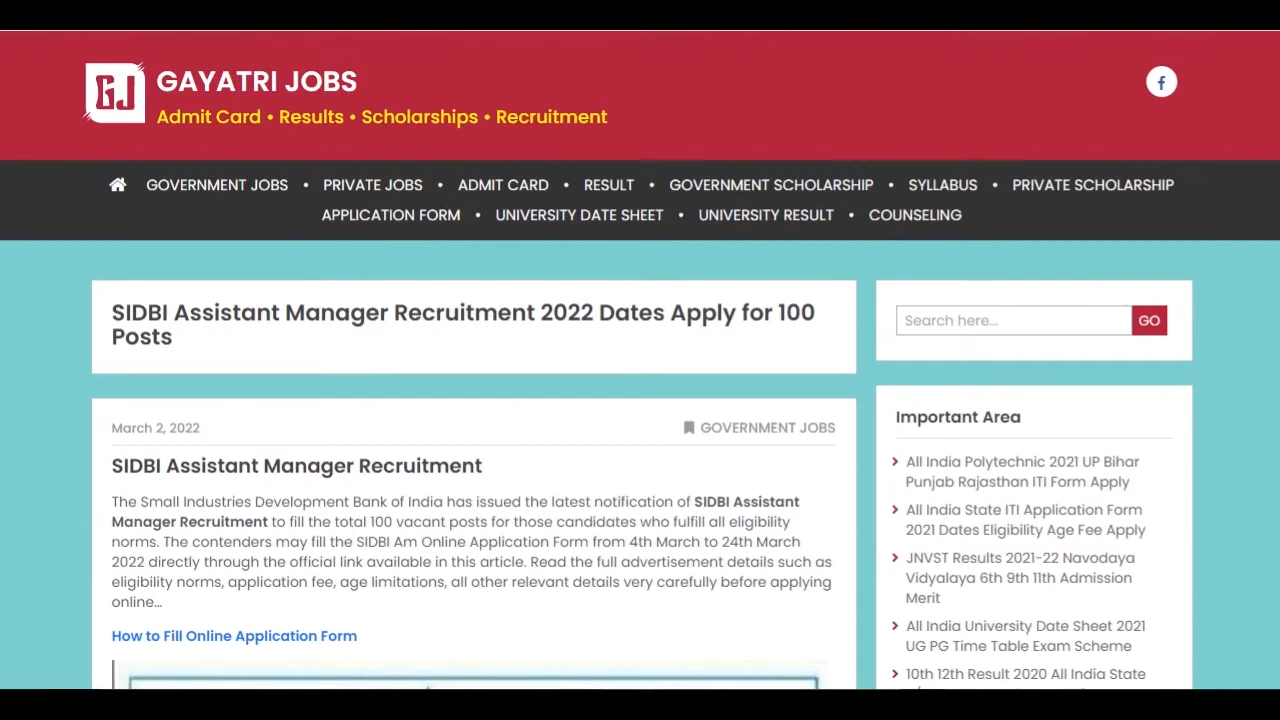 GJ
GAYATRI JOBS
Admit Card • Results • Scholarships • Recruitment
f
GOVERNMENT JOBS • PRIVATE JOBS • ADMIT CARD • RESULT • GOVERNMENT SCHOLARSHIP • SYLLABUS • PRIVATE SCHOLARSHIP
APPLICATION FORM • UNIVERSITY DATE SHEET • UNIVERSITY RESULT • COUNSELING
SIDBI Assistant Manager Recruitment 2022 Dates Apply for 100
Posts
March 2, 2022
GOVERNMENT JOBS
SIDBI Assistant Manager Recruitment
The Small Industries Development Bank of India has issued the latest notification of SIDBI Assistant
Manager Recruitment to fill the total 100 vacant posts for those candidates who fulfill all eligibility
norms. The contenders may fill the SIDBI Am Online Application Form from 4th March to 24th March
2022 directly through the official link available in this article. Read the full advertisement details such as
eligibility norms, application fee, age limitations, all other relevant details very carefully before applying
online…
How to Fill Online Application Form
Search here...
GO
Important Area
All India Polytechnic 2021 UP Bihar
Punjab Rajasthan ITI Form Apply
All India State ITI Application Form
2021 Dates Eligibility Age Fee Apply
JNVST Results 2021-22 Navodaya
Vidyalaya 6th 9th 11th Admission
Merit
All India University Date Sheet 2021
UG PG Time Table Exam Scheme
10th 12th Result 2020 All India State